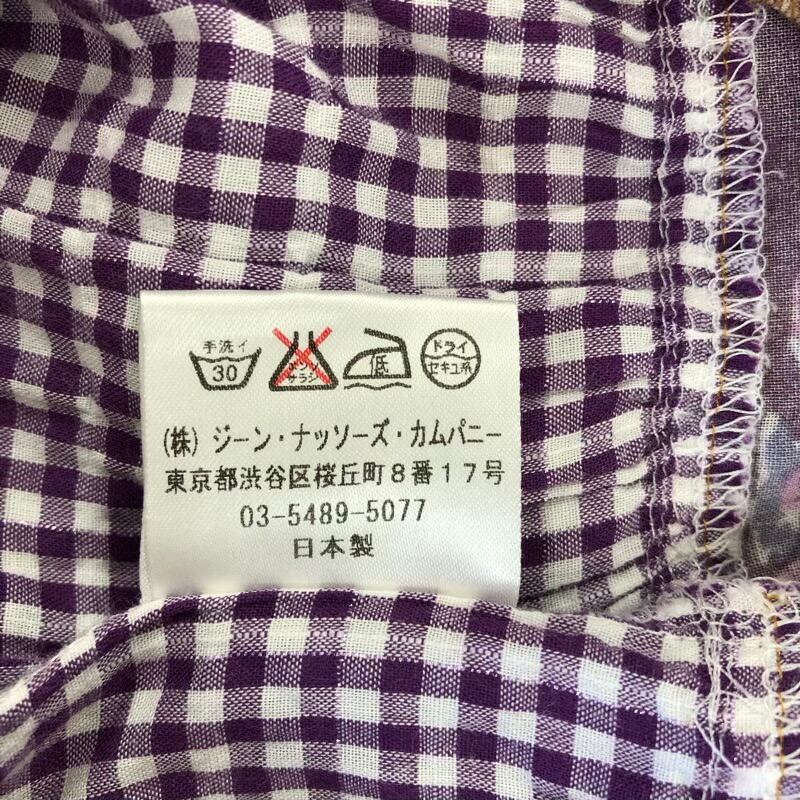 手洗イ
30
エンソ
サラシ
低
ドライ
セキユ系
(株) ジーン・ナッソーズ・カムパニー
東京都渋谷区桜丘町8番17号
03-5489-5077
日本製